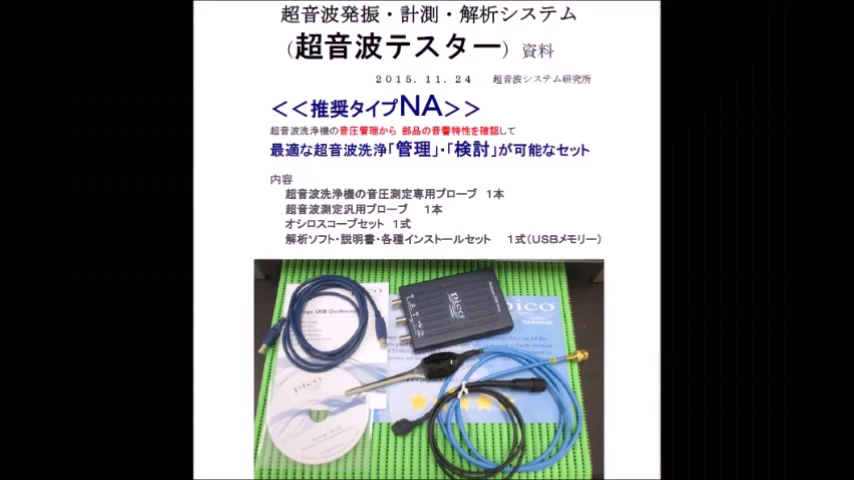 超音波発振・計測・解析システム
（超音波テスター）資料
２０１５．１１．２４　超音波システム研究所
＜＜推奨タイプNA＞＞
超音波洗浄機の音圧管理から 部品の音響特性を確認して
最適な超音波洗浄｢管理｣・｢検討｣が可能なセット
内容
超音波洗浄機の音圧測定専用プローブ　１本
超音波測定汎用プローブ　１本
オシロスコープセット　１式
解析ソフト・説明書・各種インストールセット　１式（ＵＳＢメモリー）
pico
pico
Technology
pico